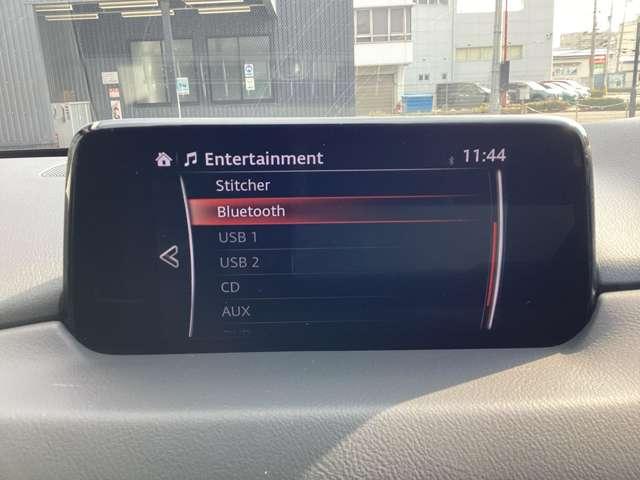 Entertainment 11:44
Stitcher
Bluetooth
USB 1
USB 2
CD
AUX